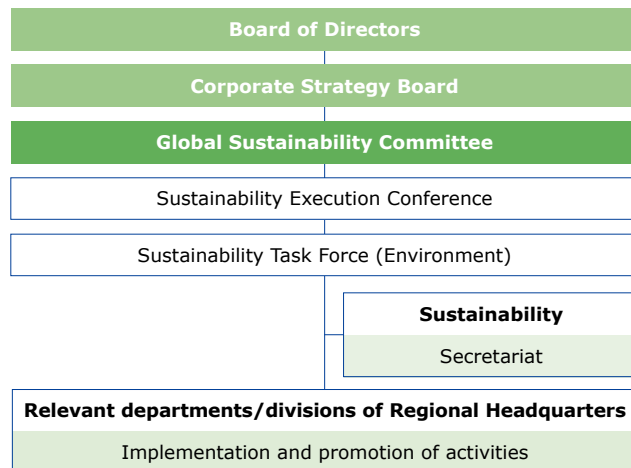 Board of Directors
Corporate Strategy Board
Global Sustainability Committee
Sustainability Execution Conference
Sustainability Task Force (Environment)
Sustainability
Secretariat
Relevant departments/divisions of Regional Headquarters
Implementation and promotion of activities